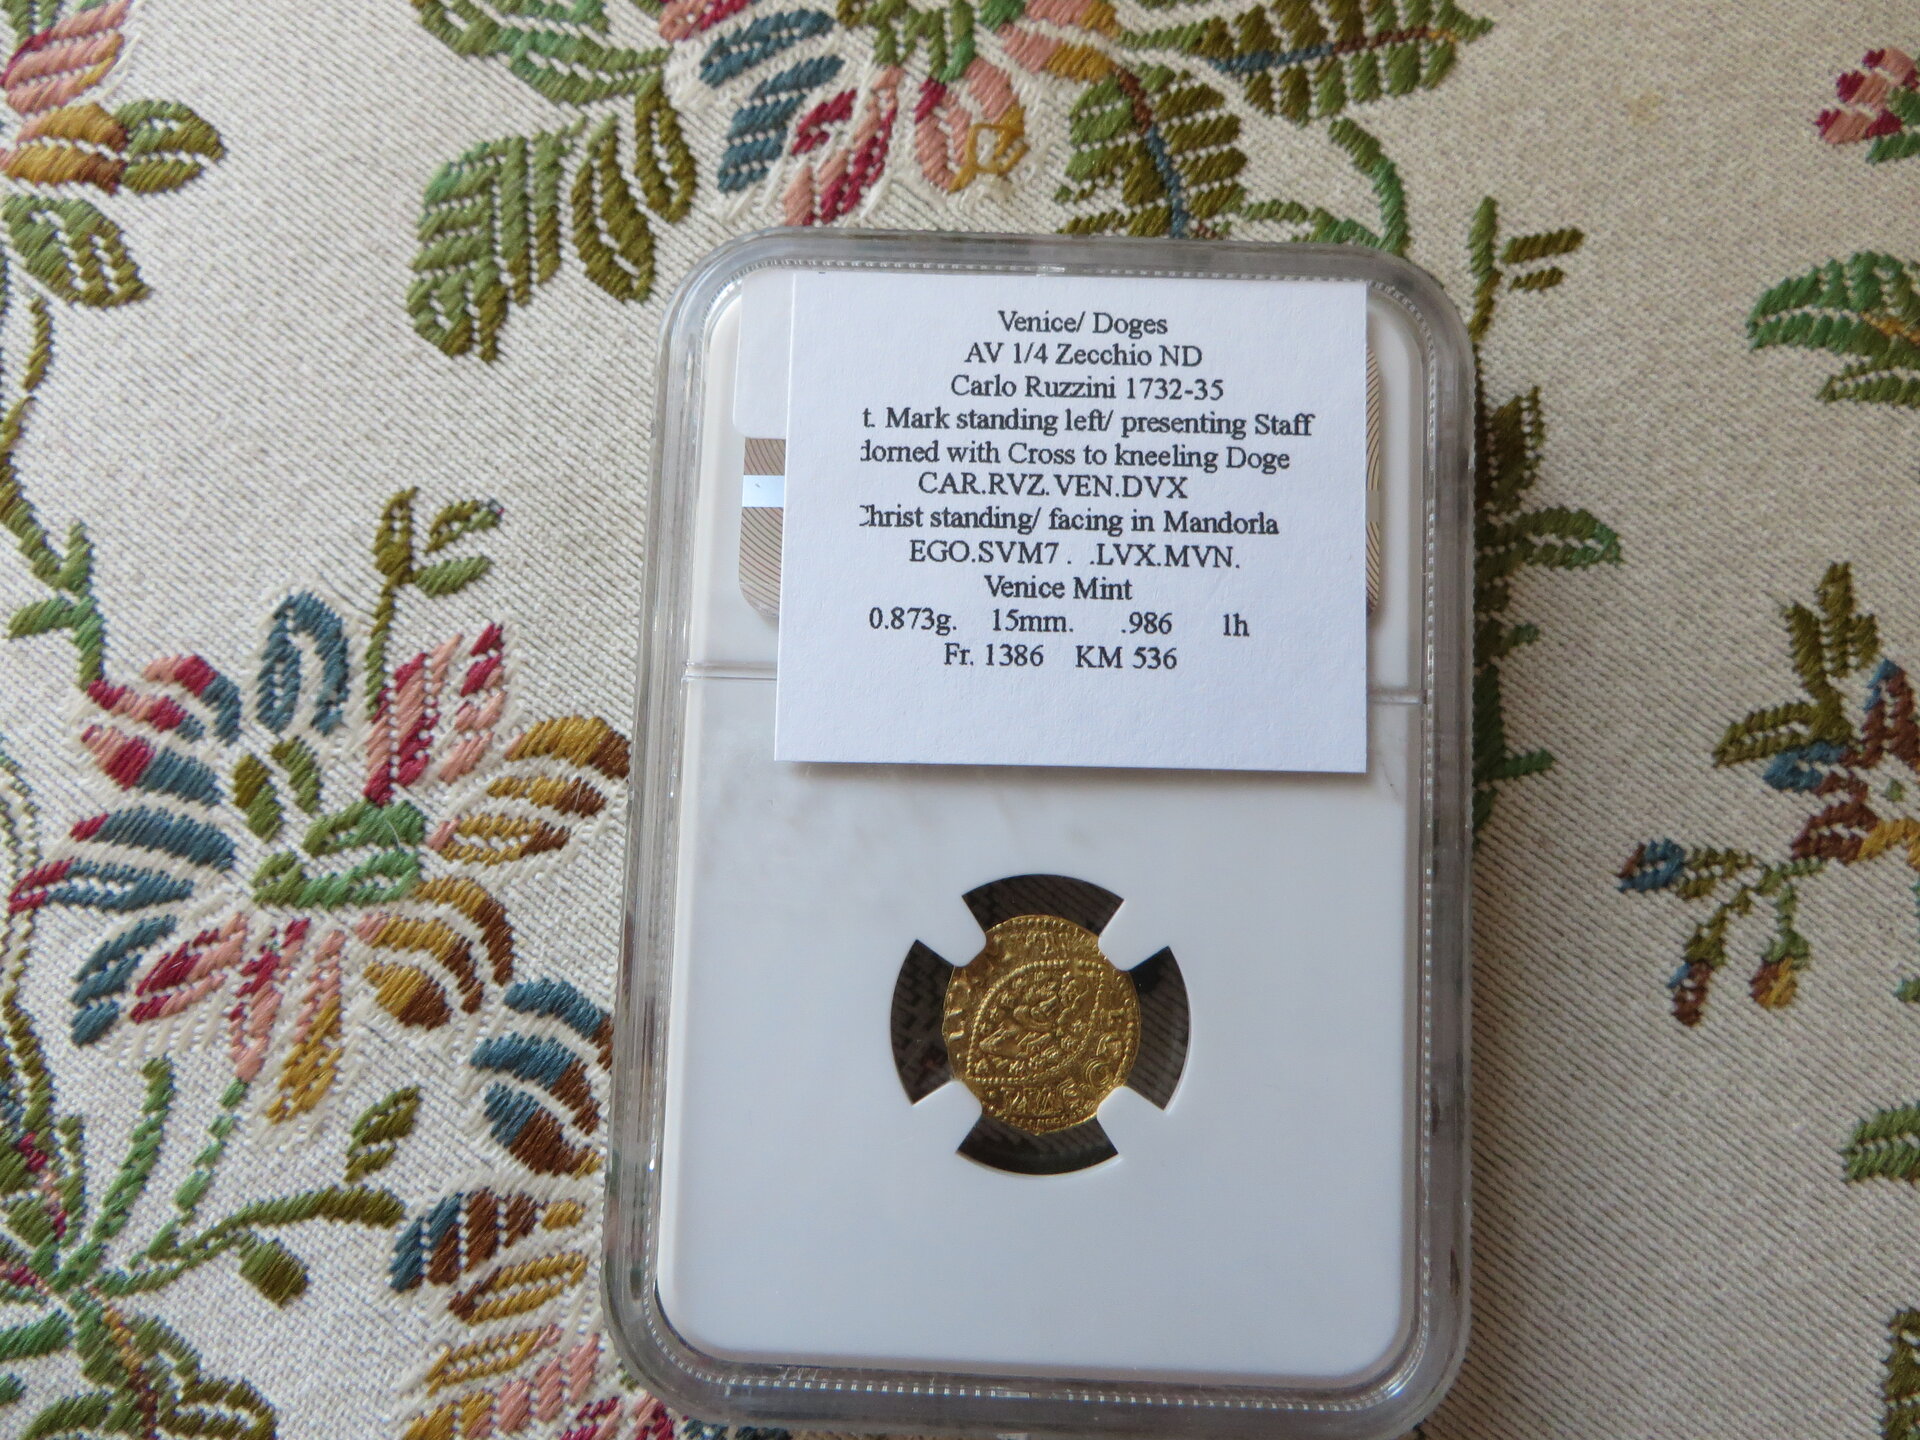 Venice/ Doges
AV 1/4 Zecchio ND
Carlo Ruzzini 1732-35
t. Mark standing left/ presenting Staff
dorned with Cross to kneeling Doge
CAR.RVZ.VEN.DVX
Christ standing/ facing in Mandorla
EGO.SVM7 . .LVX.MVN.
Venice Mint
0.873g. 15mm. .986 1h
Fr. 1386 KM 536